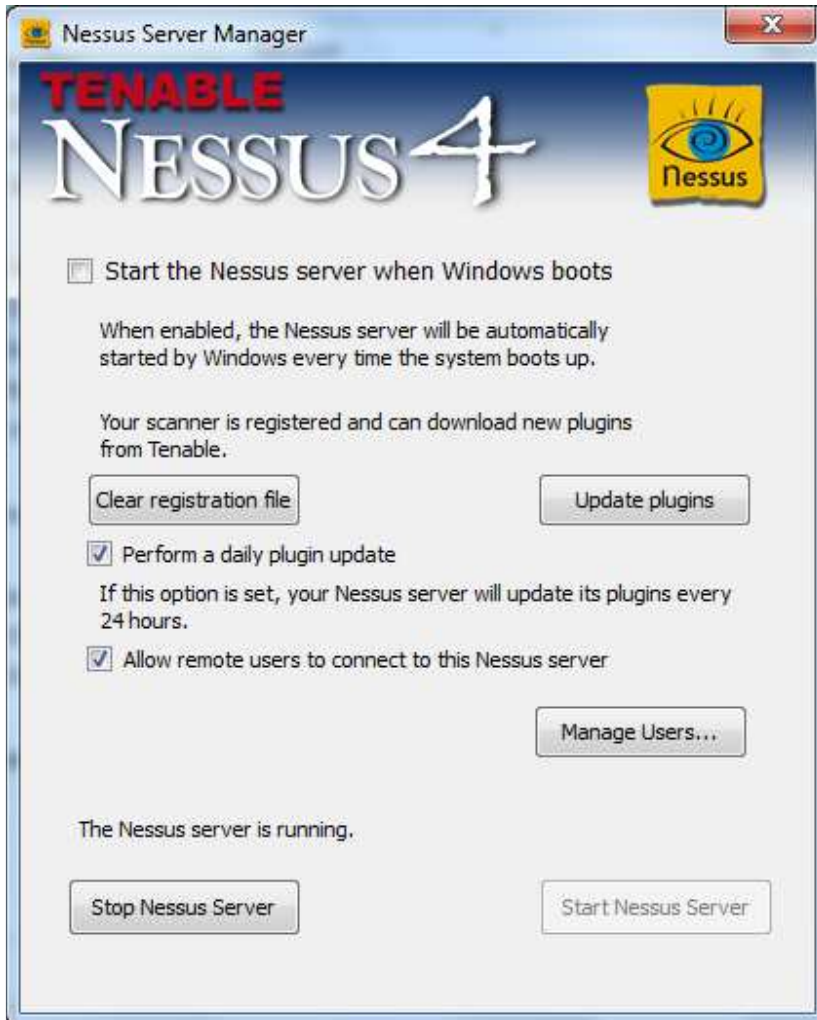 Nessus Server Manager
TENABLE
NESSUS 4
nessus
Start the Nessus server when Windows boots
When enabled, the Nessus server will be automatically
started by Windows every time the system boots up.
Your scanner is registered and can download new plugins
from Tenable.
Clear registration file
Update plugins
Perform a daily plugin update
If this option is set, your Nessus server will update its plugins every
24 hours.
Allow remote users to connect to this Nessus server
Manage Users...
The Nessus server is running.
Stop Nessus Server
Start Nessus Server